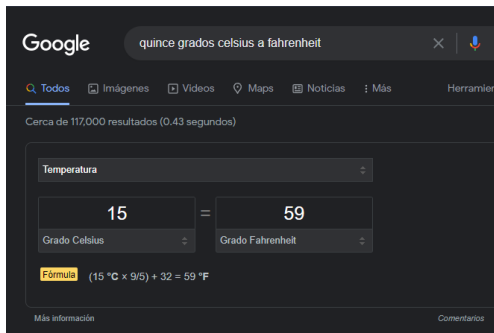 Google quince grados celsius a fahrenheit
Todos Imágenes Videos Maps Noticias Más
Cerca de 117,000 resultados (0.43 segundos)
Temperatura
15 = 59
Grado Celsius Grado Fahrenheit
Fórmula (15 °C × 9/5) + 32 = 59 °F
Más información Comentarios